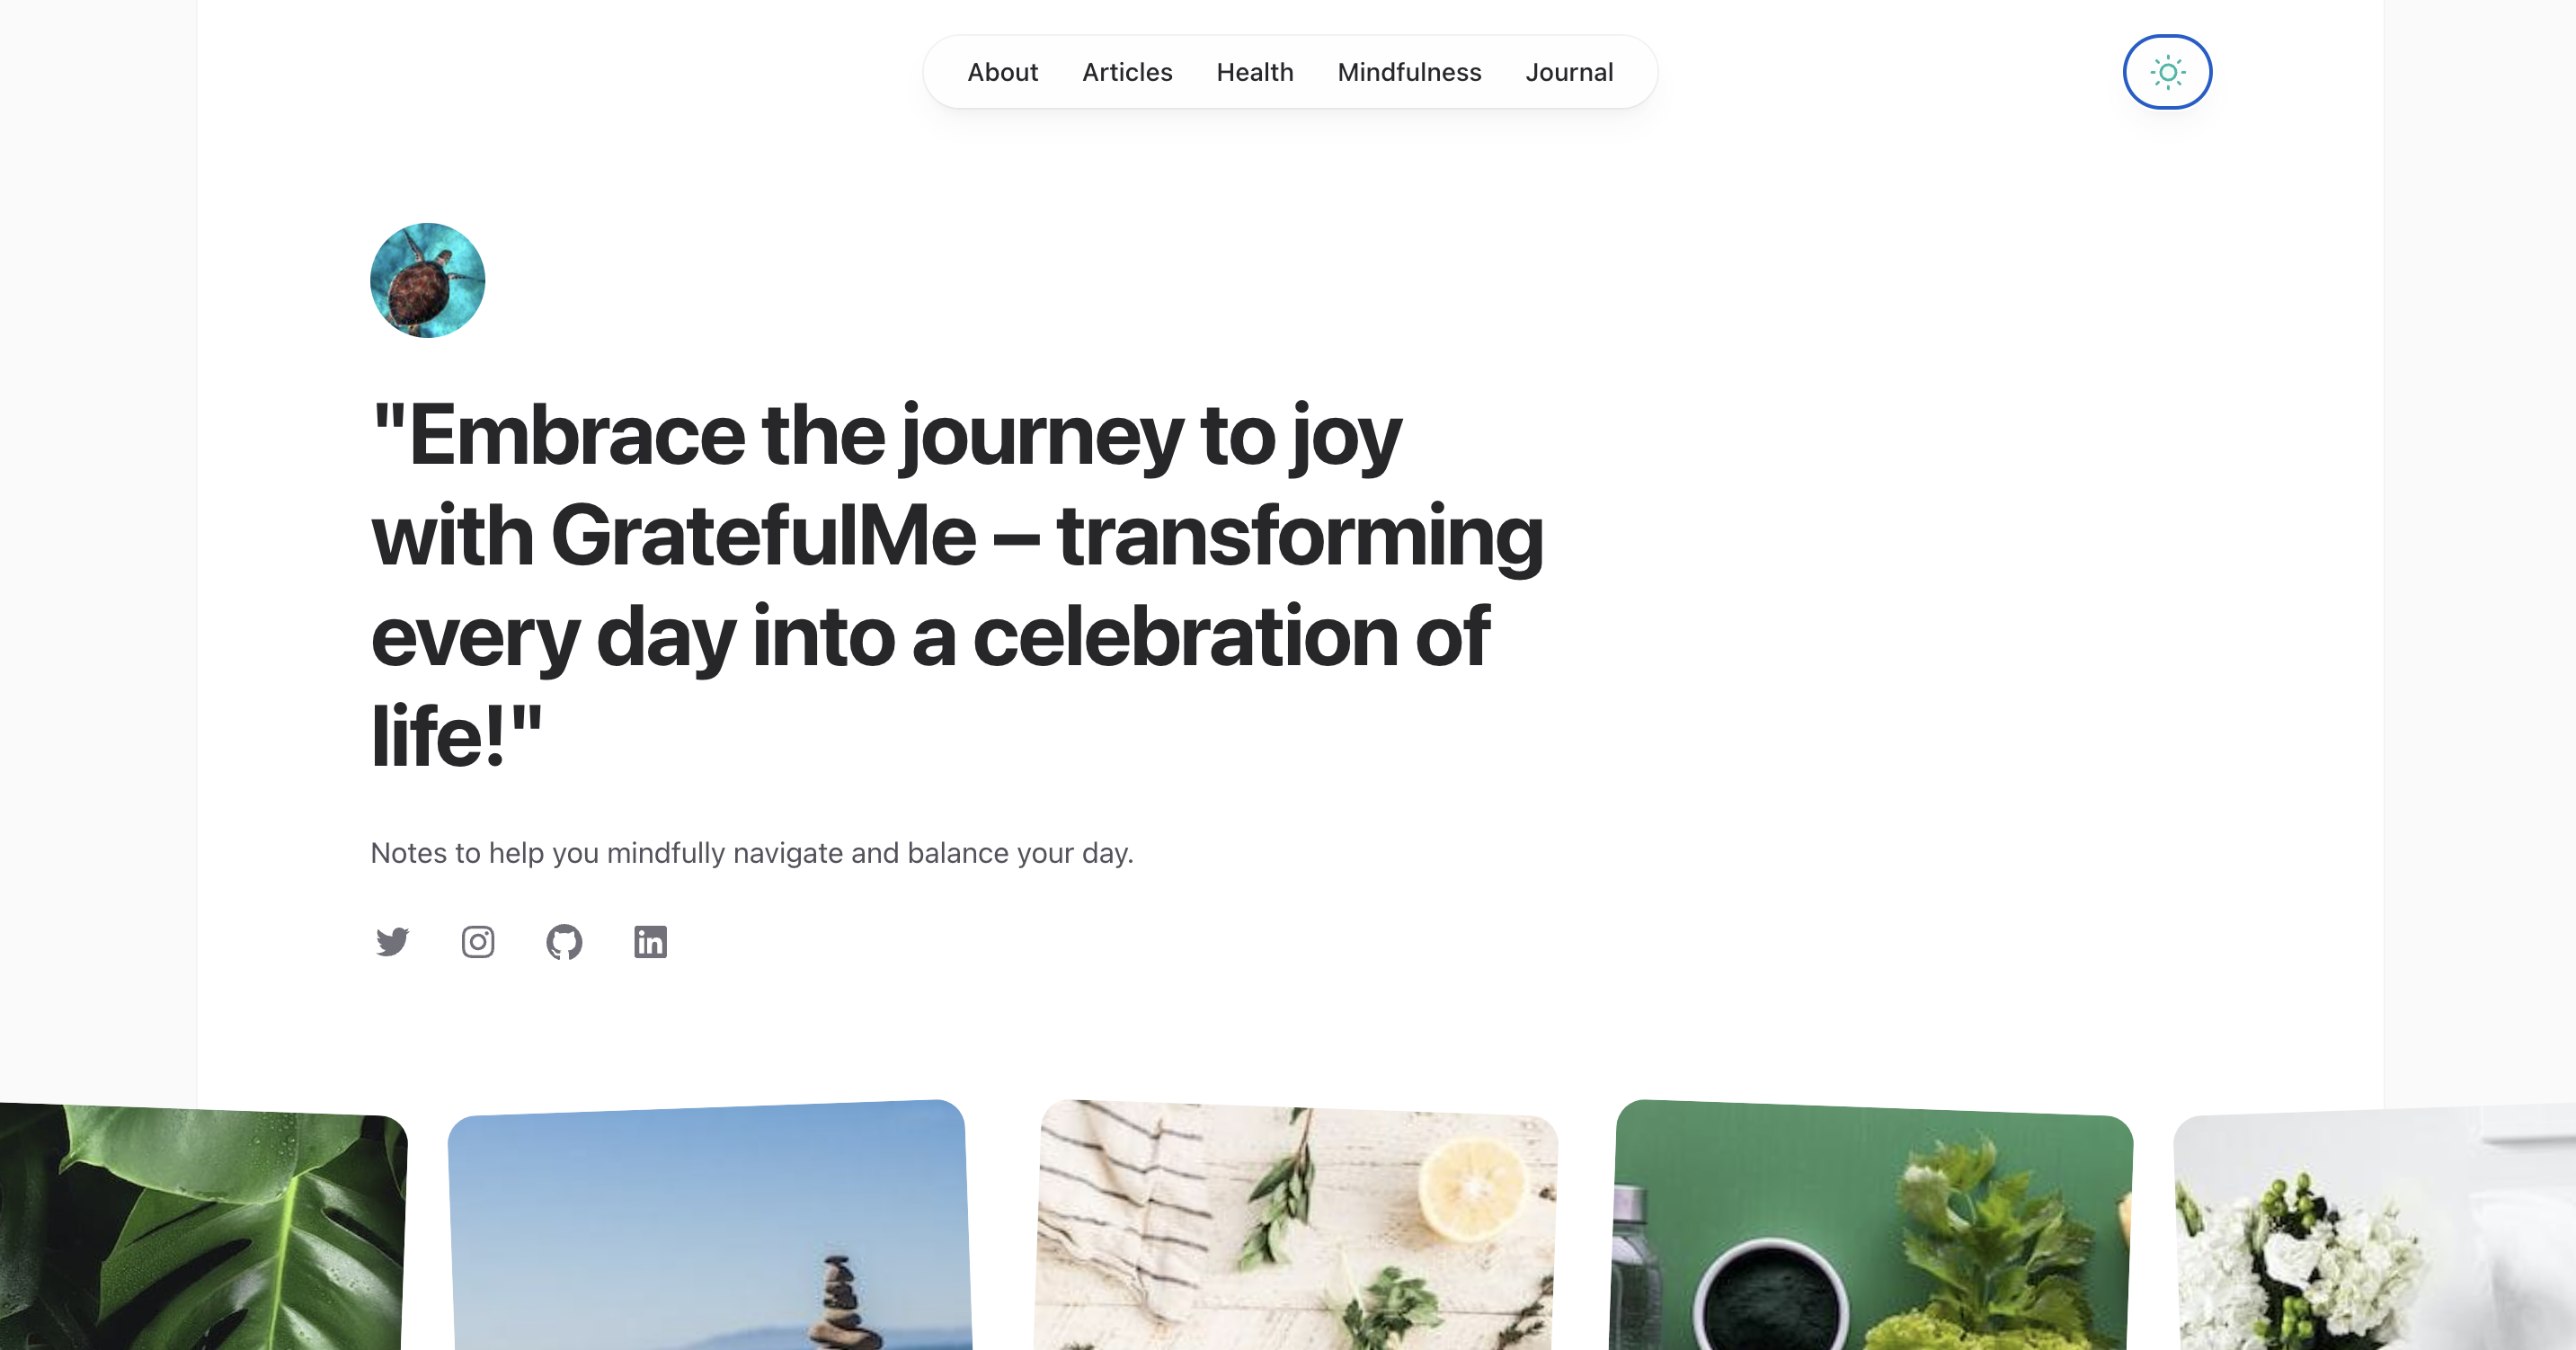 About Articles Health Mindfulness Journal
"Embrace the journey to joy
with GratefulMe – transforming
every day into a celebration of
life!"
Notes to help you mindfully navigate and balance your day.
in